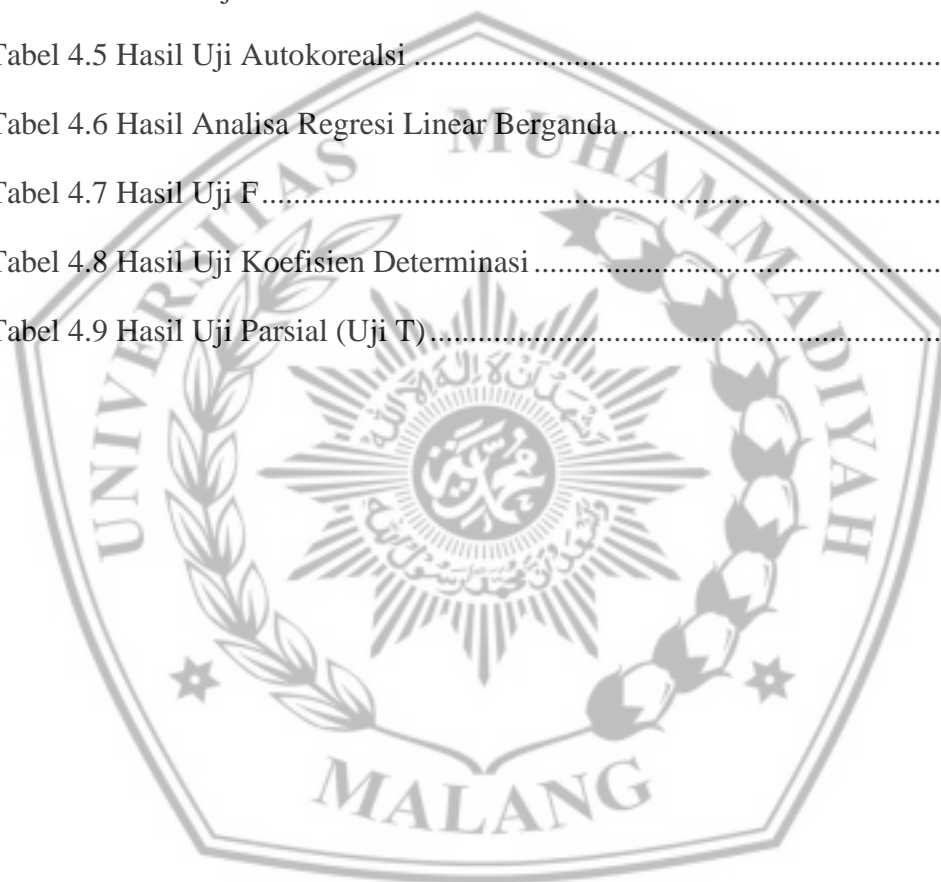 Tabel 4.5 Hasil Uji Autokorealsi ..................................................................
Tabel 4.6 Hasil Analisa Regresi Linear Berganda ........................................
Tabel 4.7 Hasil Uji F .....................................................................................
Tabel 4.8 Hasil Uji Koefisien Determinasi ...................................................
Tabel 4.9 Hasil Uji Parsial (Uji T) ................................................................
UNIVERSITAS MUHAMMADIYAH
MALANG